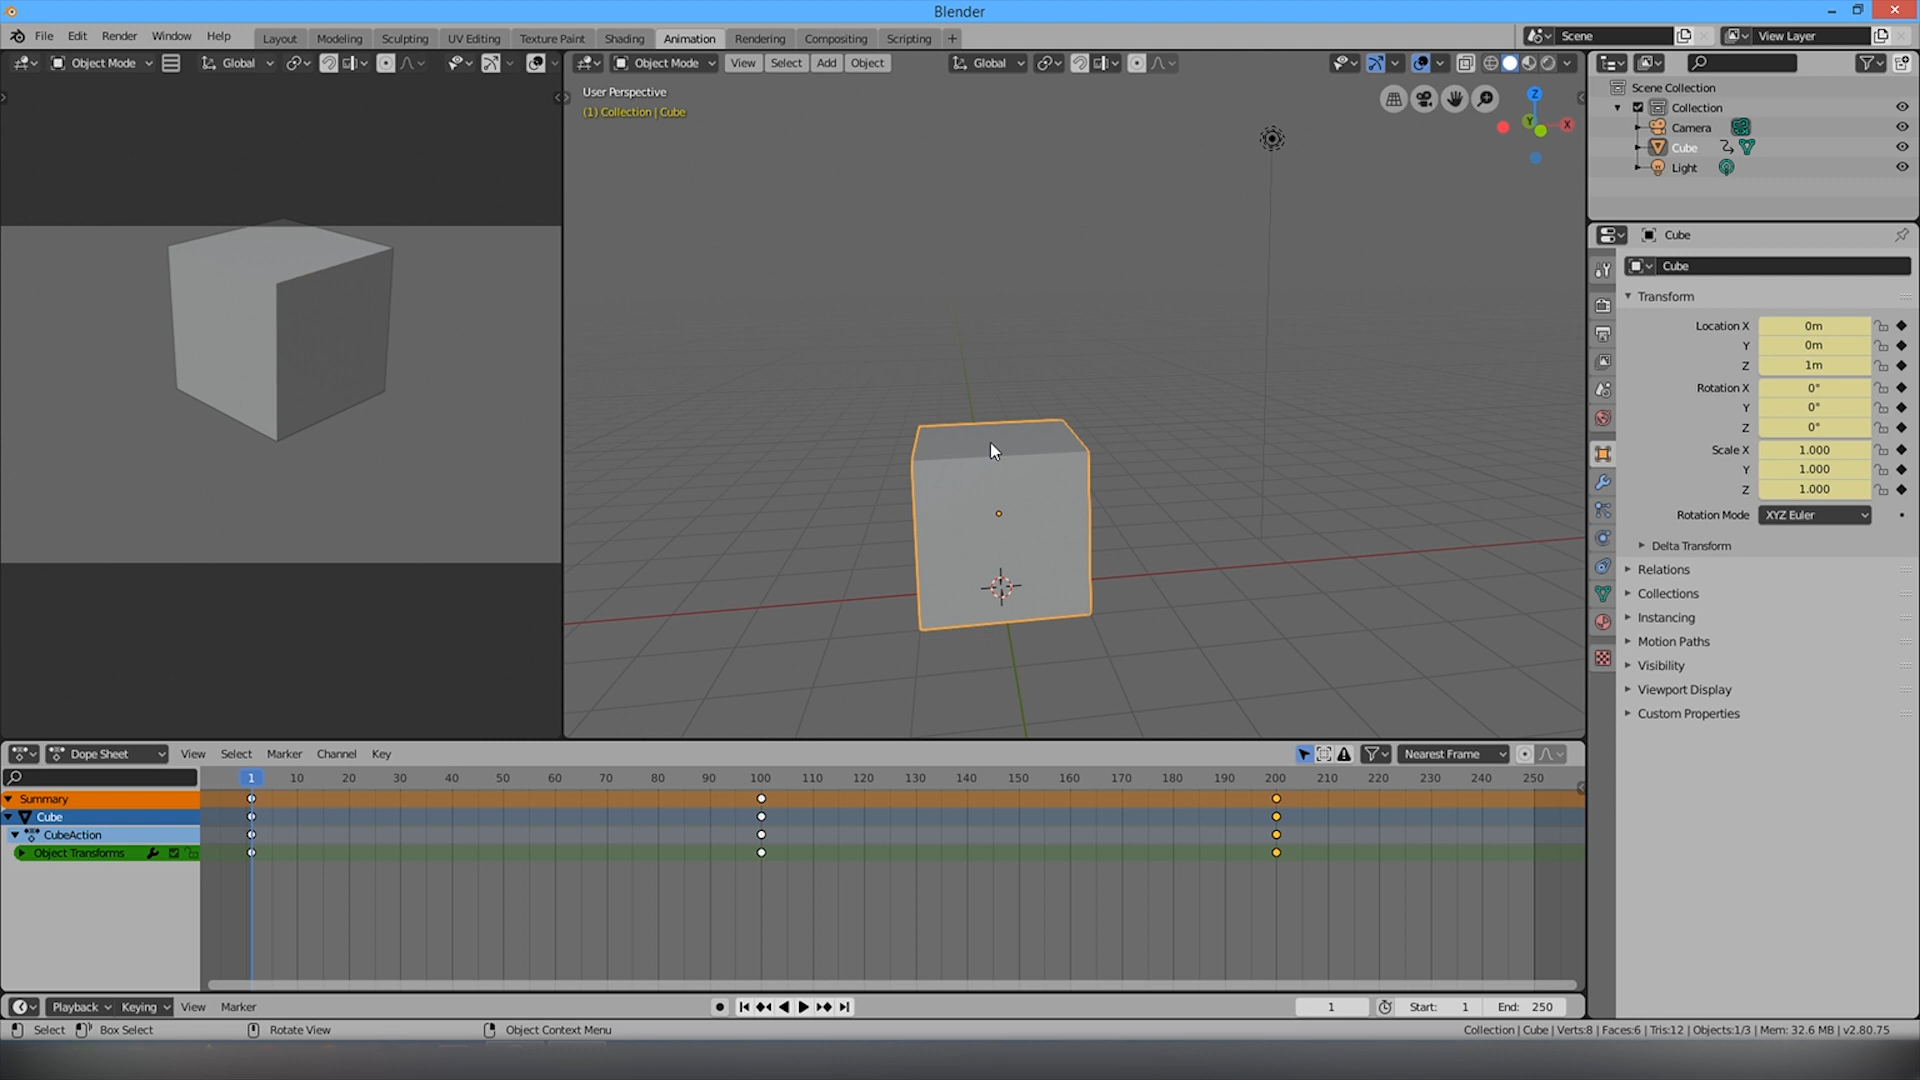 Blender
File Edit Render Window Help
Layout Modeling Sculpting UV Editing Texture Paint Shading Animation Rendering Compositing Scripting +
Scene
View Layer
Object Mode
Global
Object Mode View Select Add Object
Global
User Perspective
(1) Collection | Cube
Z
Y
X
Scene Collection
Collection
Camera
Cube
Light
Cube
Cube
Transform
Location X 0m
Y 0m
Z 1m
Rotation X 0°
Y 0°
Z 0°
Scale X 1.000
Y 1.000
Z 1.000
Rotation Mode XYZ Euler
Delta Transform
Relations
Collections
Instancing
Motion Paths
Visibility
Viewport Display
Custom Properties
Dope Sheet View Select Marker Channel Key
Nearest Frame
1 10 20 30 40 50 60 70 80 90 100 110 120 130 140 150 160 170 180 190 200 210 220 230 240 250
Summary
Cube
CubeAction
Object Transforms
Playback Keying View Marker
1 Start: 1 End: 250
Select Box Select Rotate View Object Context Menu
Collection | Cube | Verts:8 | Faces:6 | Tris:12 | Objects:1/3 | Mem: 32.6 MB | v2.80.75